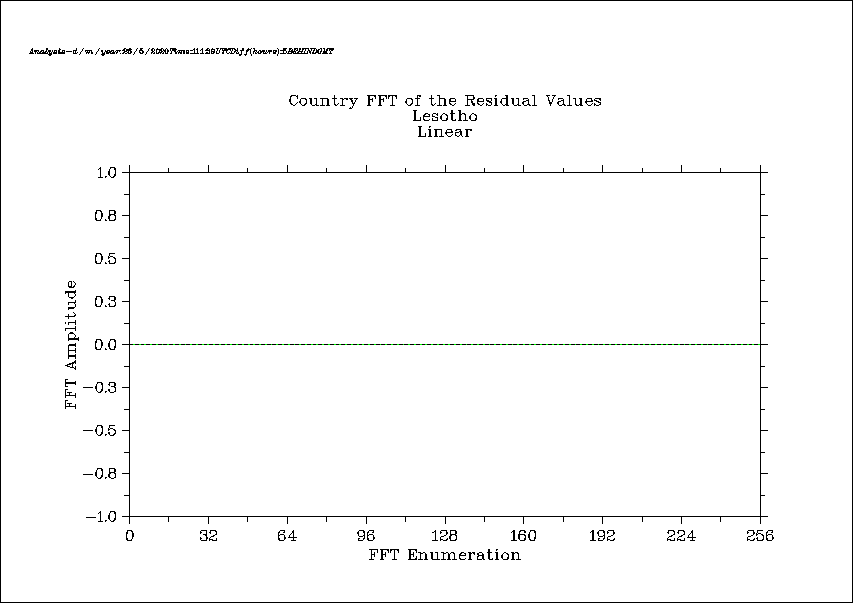 Country FFT of the Residual Values
Lesotho
Linear
1.0
0.8
0.5
0.3
0.0
−0.3
−0.5
−0.8
−1.0
FFT Amplitude
0 32 64 96 128 160 192 224 256
FFT Enumeration